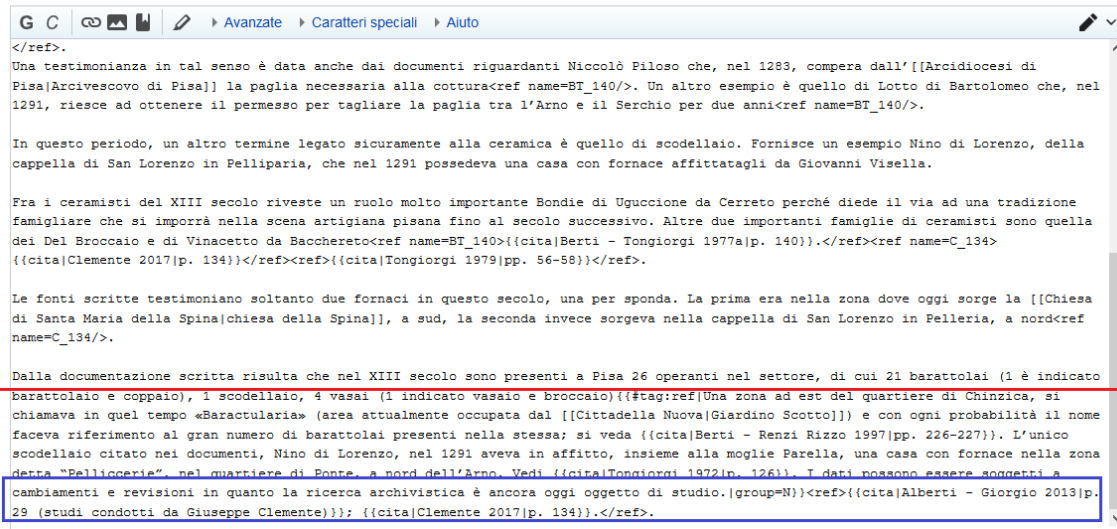 G C Avanzate Caratteri speciali Aiuto
</ref>.
Una testimonianza in tal senso è data anche dai documenti riguardanti Niccolò Piloso che, nel 1283, compera dall’[[Arcidiocesi di
Pisa|Arcivescovo di Pisa]] la paglia necessaria alla cottura<ref name=BT_140/>. Un altro esempio è quello di Lotto di Bartolomeo che, nel
1291, riesce ad ottenere il permesso per tagliare la paglia tra l’Arno e il Serchio per due anni<ref name=BT_140/>.
In questo periodo, un altro termine legato sicuramente alla ceramica è quello di scodellaio. Fornisce un esempio Nino di Lorenzo, della
cappella di San Lorenzo in Pelliparia, che nel 1291 possedeva una casa con fornace affittatagli da Giovanni Visella.
Fra i ceramisti del XIII secolo riveste un ruolo molto importante Bondie di Uguccione da Cerreto perché diede il via ad una tradizione
famigliare che si imporrà nella scena artigiana pisana fino al secolo successivo. Altre due importanti famiglie di ceramisti sono quella
dei Del Broccaio e di Vinacetto da Bacchereto<ref name=BT_140>{{cita|Berti - Tongiorgi 1977a|p. 140}}.</ref><ref name=C_134>
{{cita|Clemente 2017|p. 134}}</ref><ref>{{cita|Tongiorgi 1979|pp. 56-58}}</ref>.
Le fonti scritte testimoniano soltanto due fornaci in questo secolo, una per sponda. La prima era nella zona dove oggi sorge la [[Chiesa
di Santa Maria della Spina|chiesa della Spina]], a sud, la seconda invece sorgeva nella cappella di San Lorenzo in Pelleria, a nord<ref
name=C_134/>.
Dalla documentazione scritta risulta che nel XIII secolo sono presenti a Pisa 26 operanti nel settore, di cui 21 barattolai (1 è indicato
barattolaio e coppaio), 1 scodellaio, 4 vasai (1 indicato vasaio e broccaio){{#tag:ref|Una zona ad est del quartiere di Chinzica, si
chiamava in quel tempo «Baractularia» (area attualmente occupata dal [[Cittadella Nuova|Giardino Scotto]]) e con ogni probabilità il nome
faceva riferimento al gran numero di barattolai presenti nella stessa; si veda {{cita|Berti - Renzi Rizzo 1997|pp. 226-227}}. L’unico
scodellaio citato nei documenti, Nino di Lorenzo, nel 1291 aveva in affitto, insieme alla moglie Parella, una casa con fornace nella zona
detta “Pelliccerie”, nel quartiere di Ponte, a nord dell’Arno. Vedi {{cita|Tongiorgi 1972|p. 126}}. I dati possono essere soggetti a
cambiamenti e revisioni in quanto la ricerca archivistica è ancora oggi oggetto di studio.|group=N}}<ref>{{cita|Alberti - Giorgio 2013|p.
29 (studi condotti da Giuseppe Clemente)}}; {{cita|Clemente 2017|p. 134}}.</ref>.